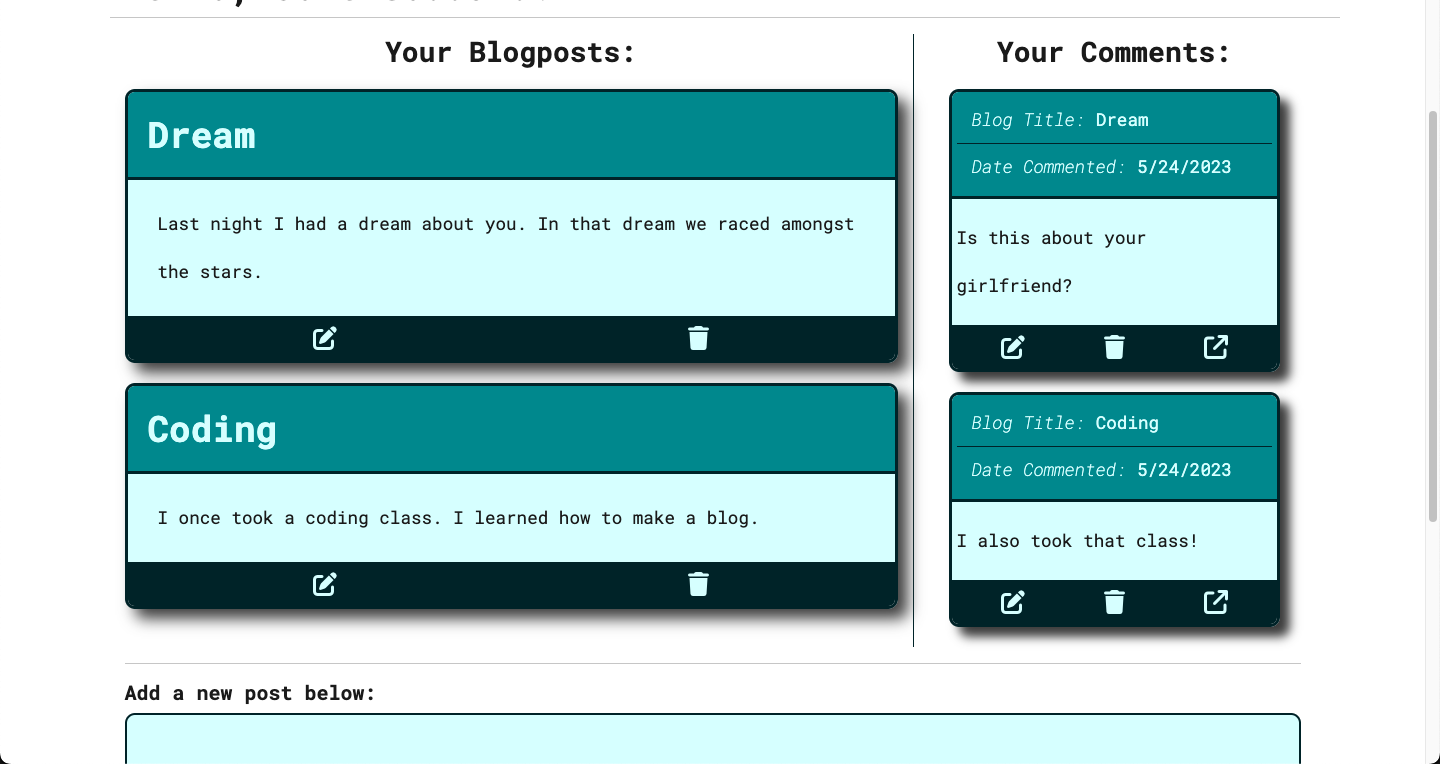 Your Blogposts:
Dream
Last night I had a dream about you. In that dream we raced amongst
the stars.
Coding
I once took a coding class. I learned how to make a blog.
Your Comments:
Blog Title: Dream
Date Commented: 5/24/2023
Is this about your
girlfriend?
Blog Title: Coding
Date Commented: 5/24/2023
I also took that class!
Add a new post below: